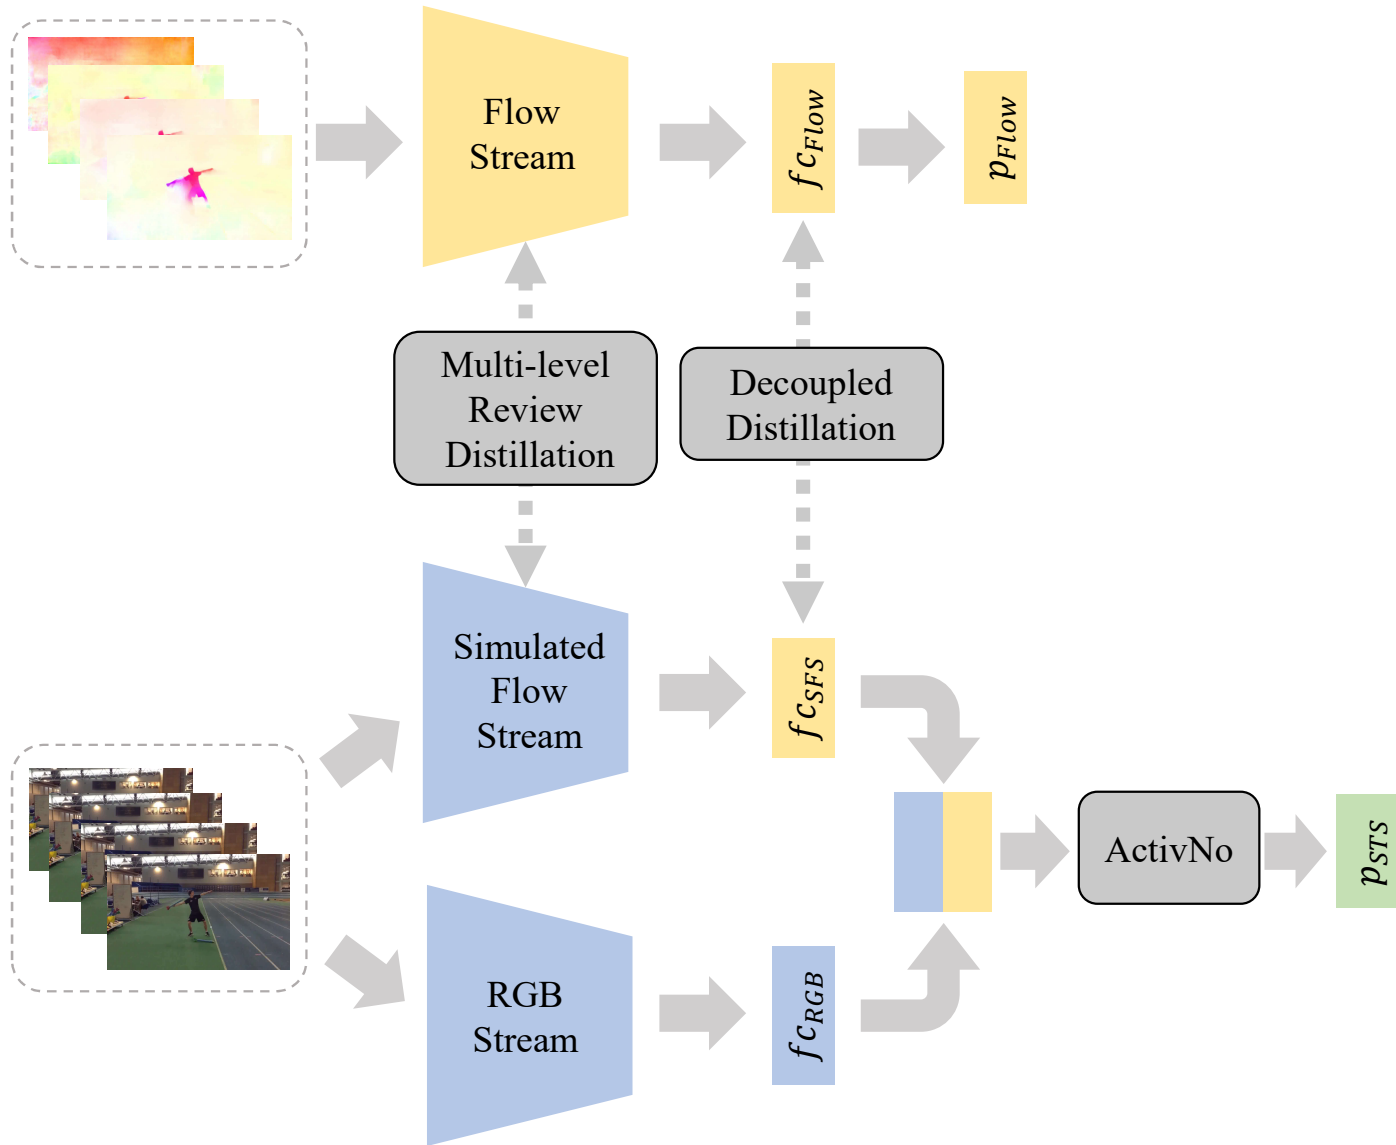 Flow
Stream
fc_Flow
p_Flow
Multi-level
Review
Distillation
Decoupled
Distillation
Simulated
Flow
Stream
fc_SFS
ActivNo
p_STS
RGB
Stream
fc_RGB